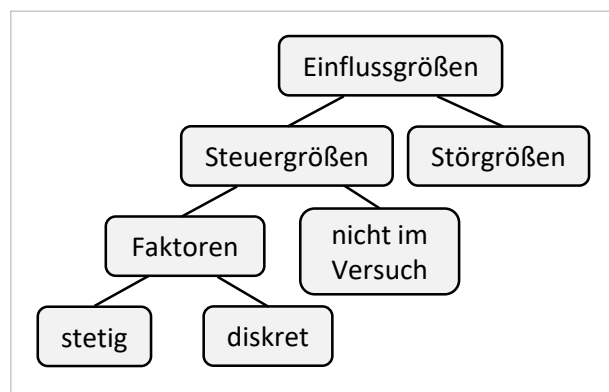 Einflussgrößen
Steuergrößen
Störgrößen
Faktoren
nicht im
Versuch
stetig
diskret